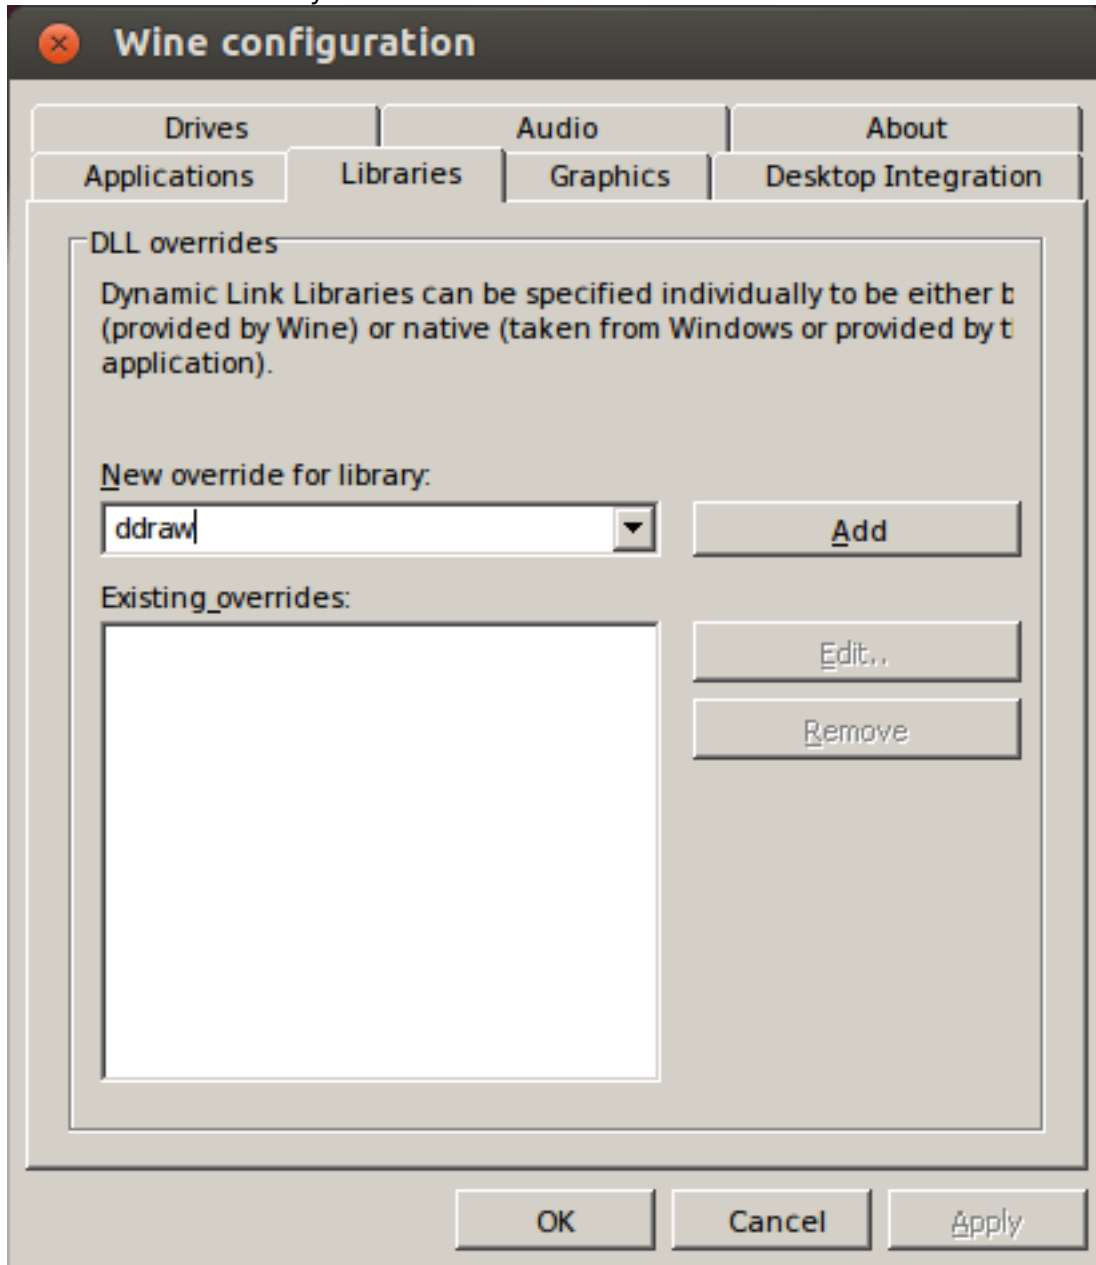 Wine configuration
Drives Audio About
Applications Libraries Graphics Desktop Integration
DLL overrides
Dynamic Link Libraries can be specified individually to be either b
(provided by Wine) or native (taken from Windows or provided by t
application).
New override for library:
ddraw
Add
Existing overrides:
Edit..
Remove
OK Cancel Apply